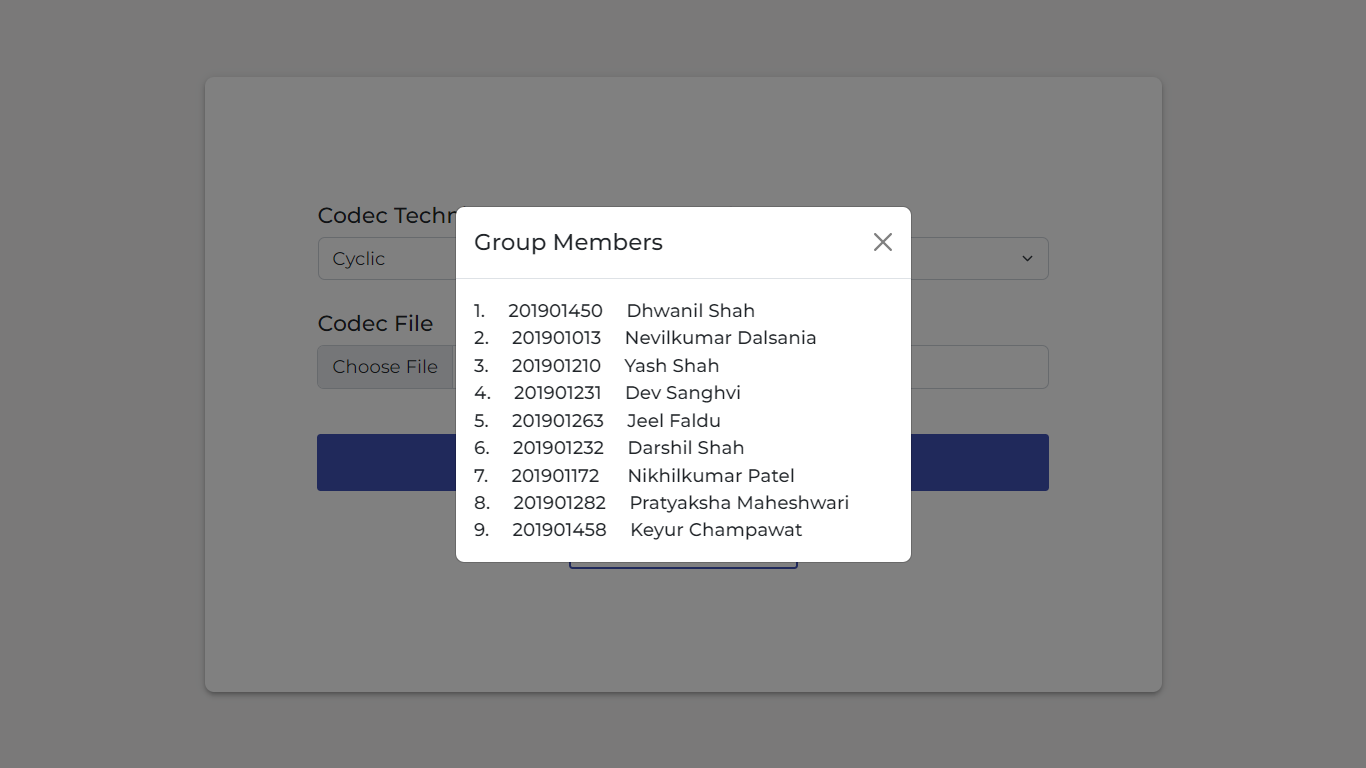 Codec Techn
Cyclic
Codec File
Choose File
Group Members
1. 201901450 Dhwanil Shah
2. 201901013 Nevilkumar Dalsania
3. 201901210 Yash Shah
4. 201901231 Dev Sanghvi
5. 201901263 Jeel Faldu
6. 201901232 Darshil Shah
7. 201901172 Nikhilkumar Patel
8. 201901282 Pratyaksha Maheshwari
9. 201901458 Keyur Champawat